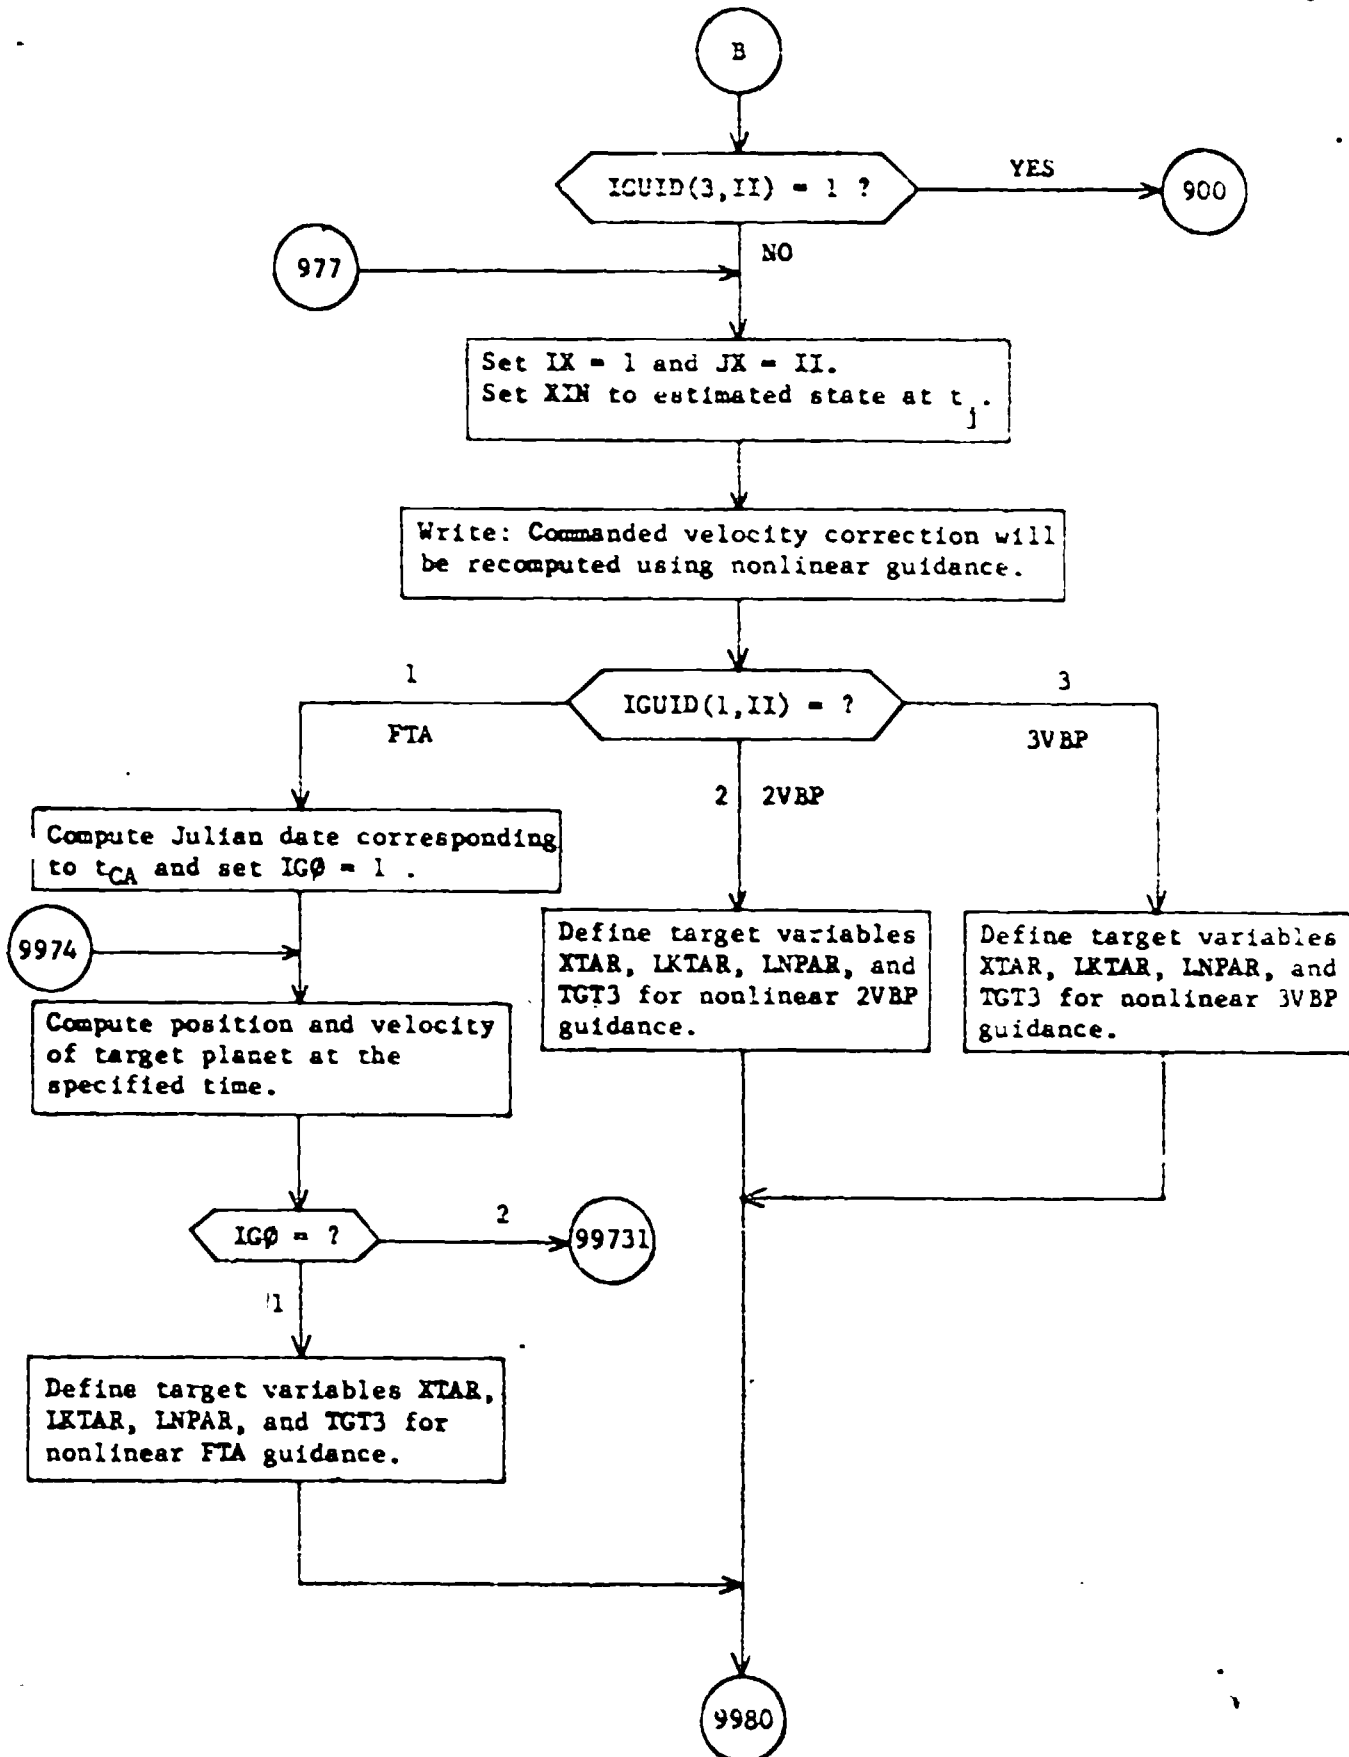 B
IGUID(3,II) = 1 ?
YES
900
977
NO
Set IX = 1 and JX = II.
Set XIN to estimated state at t j.
Write: Commanded velocity correction will
be recomputed using nonlinear guidance.
1
IGUID(1,II) = ?
3
FTA
3VBP
2 2VBP
Compute Julian date corresponding
to tCA and set IGØ = 1 .
9974
Define target variables
XTAR, LKTAR, LNPAR, and
TGT3 for nonlinear 2VBP
guidance.
Define target variables
XTAR, LKTAR, LNPAR, and
TGT3 for nonlinear 3VBP
guidance.
Compute position and velocity
of target planet at the
specified time.
IGØ = ?
2
99731
1
Define target variables XTAR,
LKTAR, LNPAR, and TGT3 for
nonlinear FTA guidance.
9980